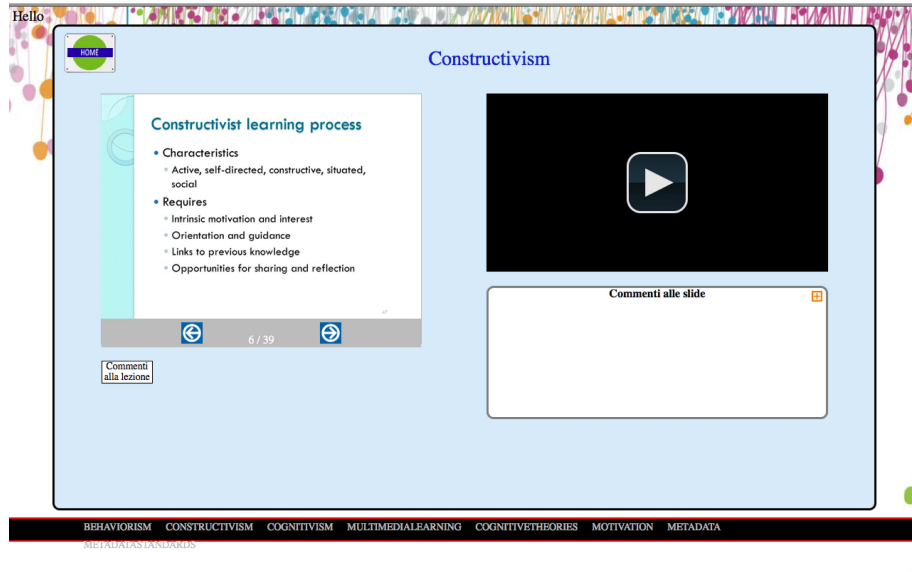 Hello
HOME
Constructivism
Constructivist learning process
Characteristics
Active, self-directed, constructive, situated,
social
Requires
Intrinsic motivation and interest
Orientation and guidance
Links to previous knowledge
Opportunities for sharing and reflection
47
6 / 39
Commenti
alla lezione
Commenti alle slide
BEHAVIORISM CONSTRUCTIVISM COGNITIVISM MULTIMEDIALEARNING COGNITIVETHEORIES MOTIVATION METADATA
METADATASTANDARDS